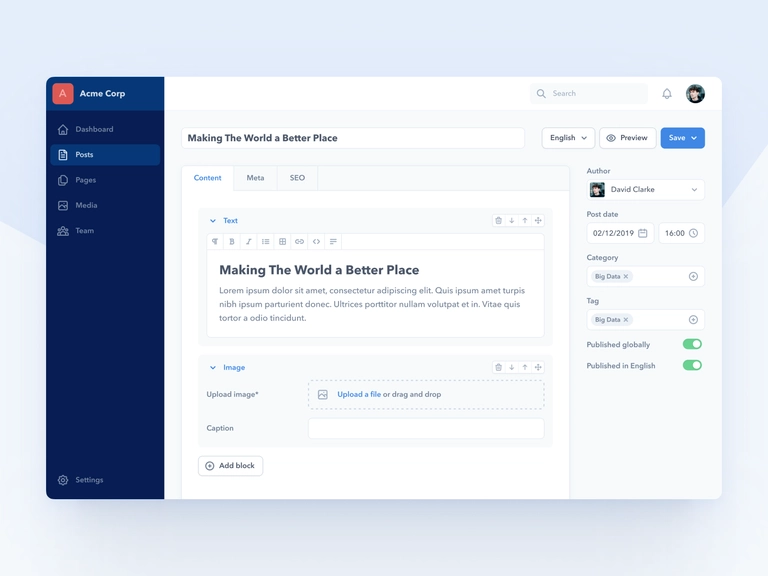 A Acme Corp
Search
Dashboard
Posts
Pages
Media
Team
Settings
Making The World a Better Place
English
Preview
Save
Content Meta SEO
Text
B I
Making The World a Better Place
Lorem ipsum dolor sit amet, consectetur adipiscing elit. Quis ipsum amet turpis
nibh ipsum parturient donec. Ultrices porttitor nullam volutpat et in. Vitae quis
tortor a odio tincidunt.
Image
Upload image*
Upload a file or drag and drop
Caption
Add block
Author
David Clarke
Post date
02/12/2019 16:00
Category
Big Data
Tag
Big Data
Published globally
Published in English